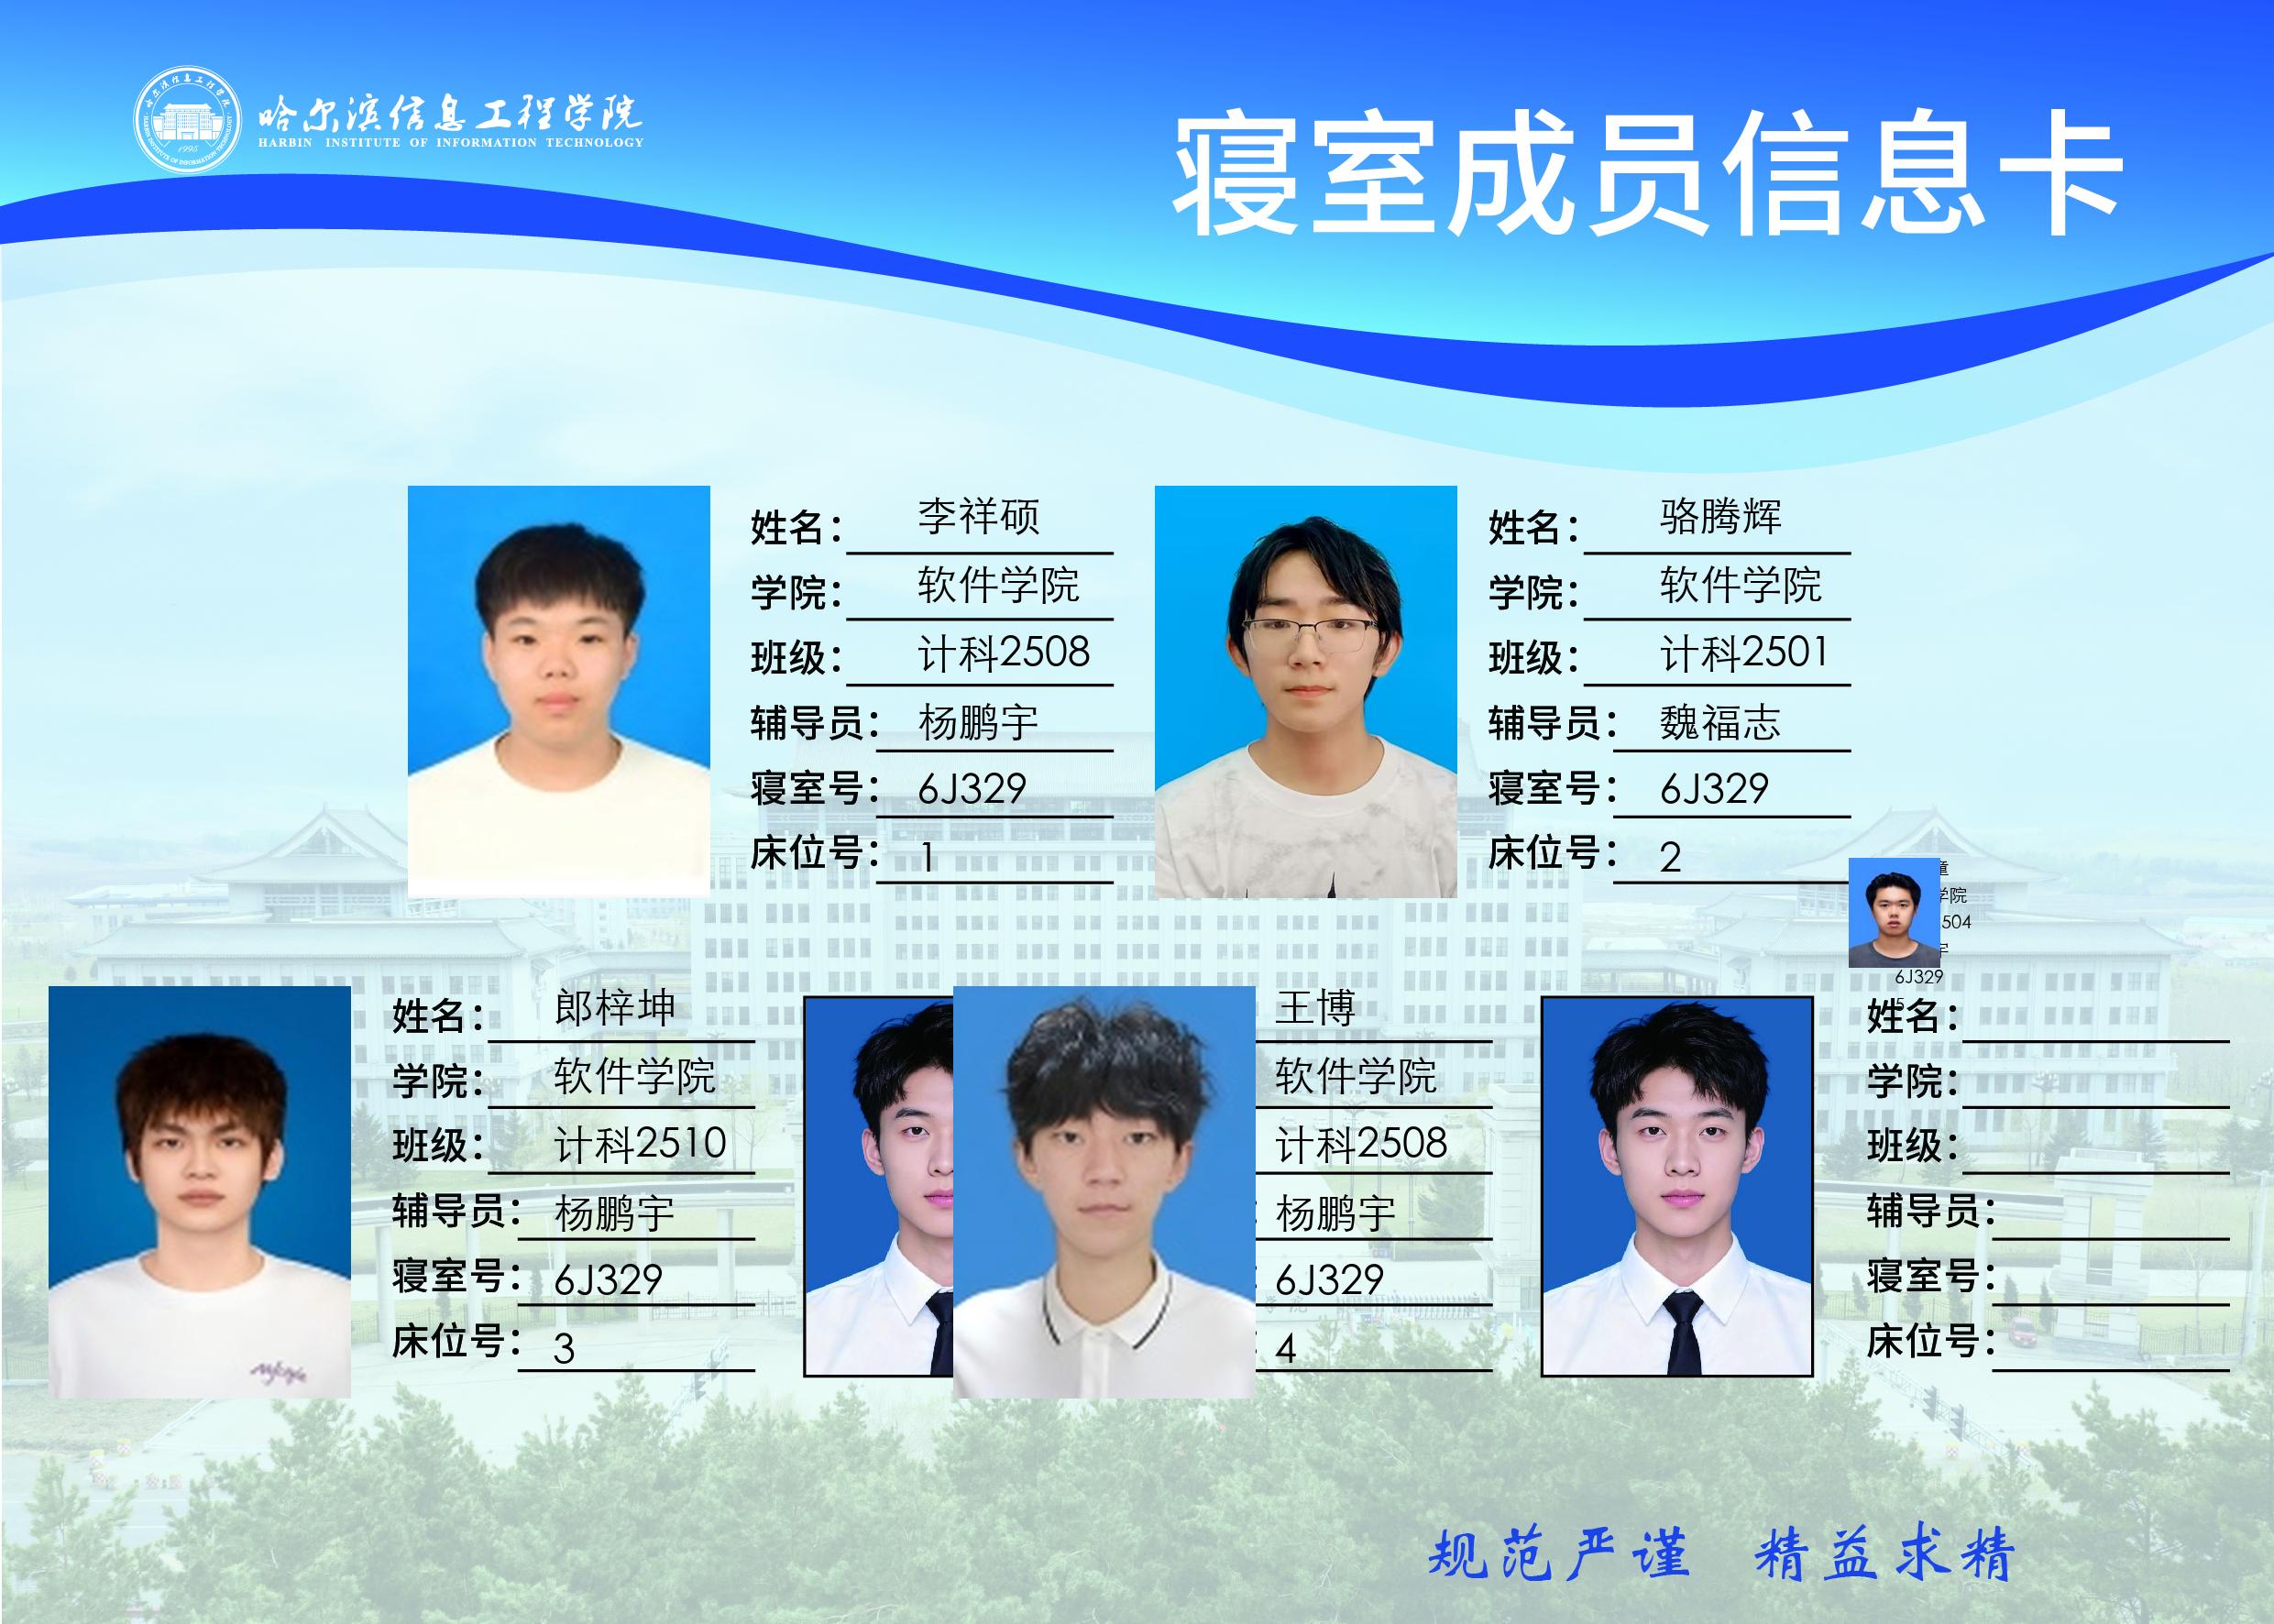 哈尔滨信息工程学院
HARBIN INSTITUTE OF INFORMATION TECHNOLOGY
1995
寝室成员信息卡
姓名： 李祥硕
学院： 软件学院
班级： 计科2508
辅导员： 杨鹏宇
寝室号： 6J329
床位号： 1
姓名： 骆腾辉
学院： 软件学院
班级： 计科2501
辅导员： 魏福志
寝室号： 6J329
床位号： 2
童
学院
504
宇
6J329
5
姓名： 郎梓坤
学院： 软件学院
班级： 计科2510
辅导员： 杨鹏宇
寝室号： 6J329
床位号： 3
王博
软件学院
计科2508
杨鹏宇
6J329
4
姓名：
学院：
班级：
辅导员：
寝室号：
床位号：
规范严谨 精益求精